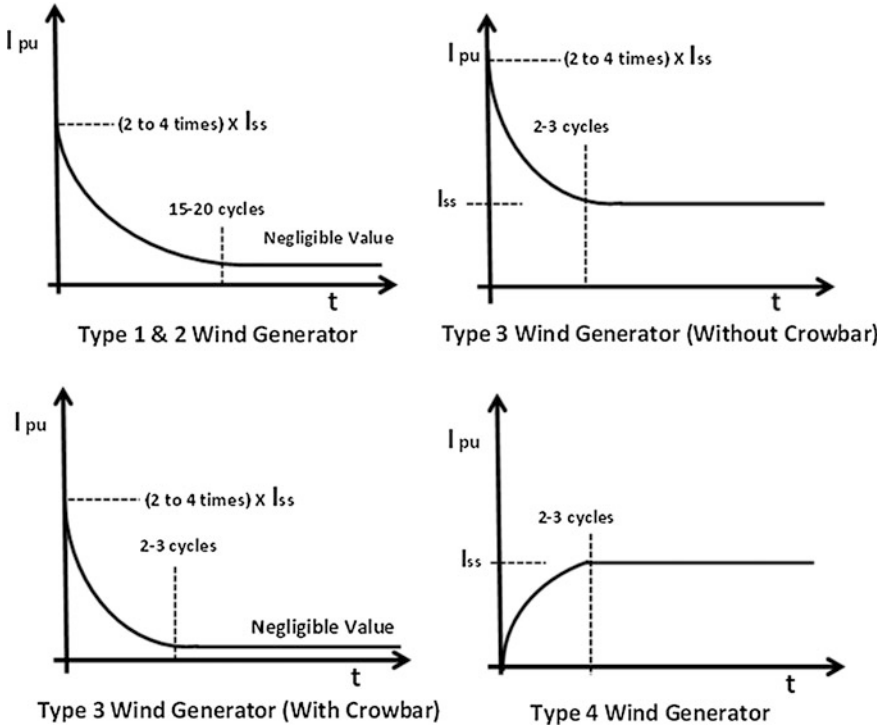 I pu
(2 to 4 times) X Iss
15-20 cycles
Negligible Value
t
Type 1 & 2 Wind Generator
I pu
(2 to 4 times) X Iss
2-3 cycles
Iss
t
Type 3 Wind Generator (Without Crowbar)
I pu
(2 to 4 times) X Iss
2-3 cycles
Negligible Value
t
Type 3 Wind Generator (With Crowbar)
I pu
2-3 cycles
Iss
t
Type 4 Wind Generator